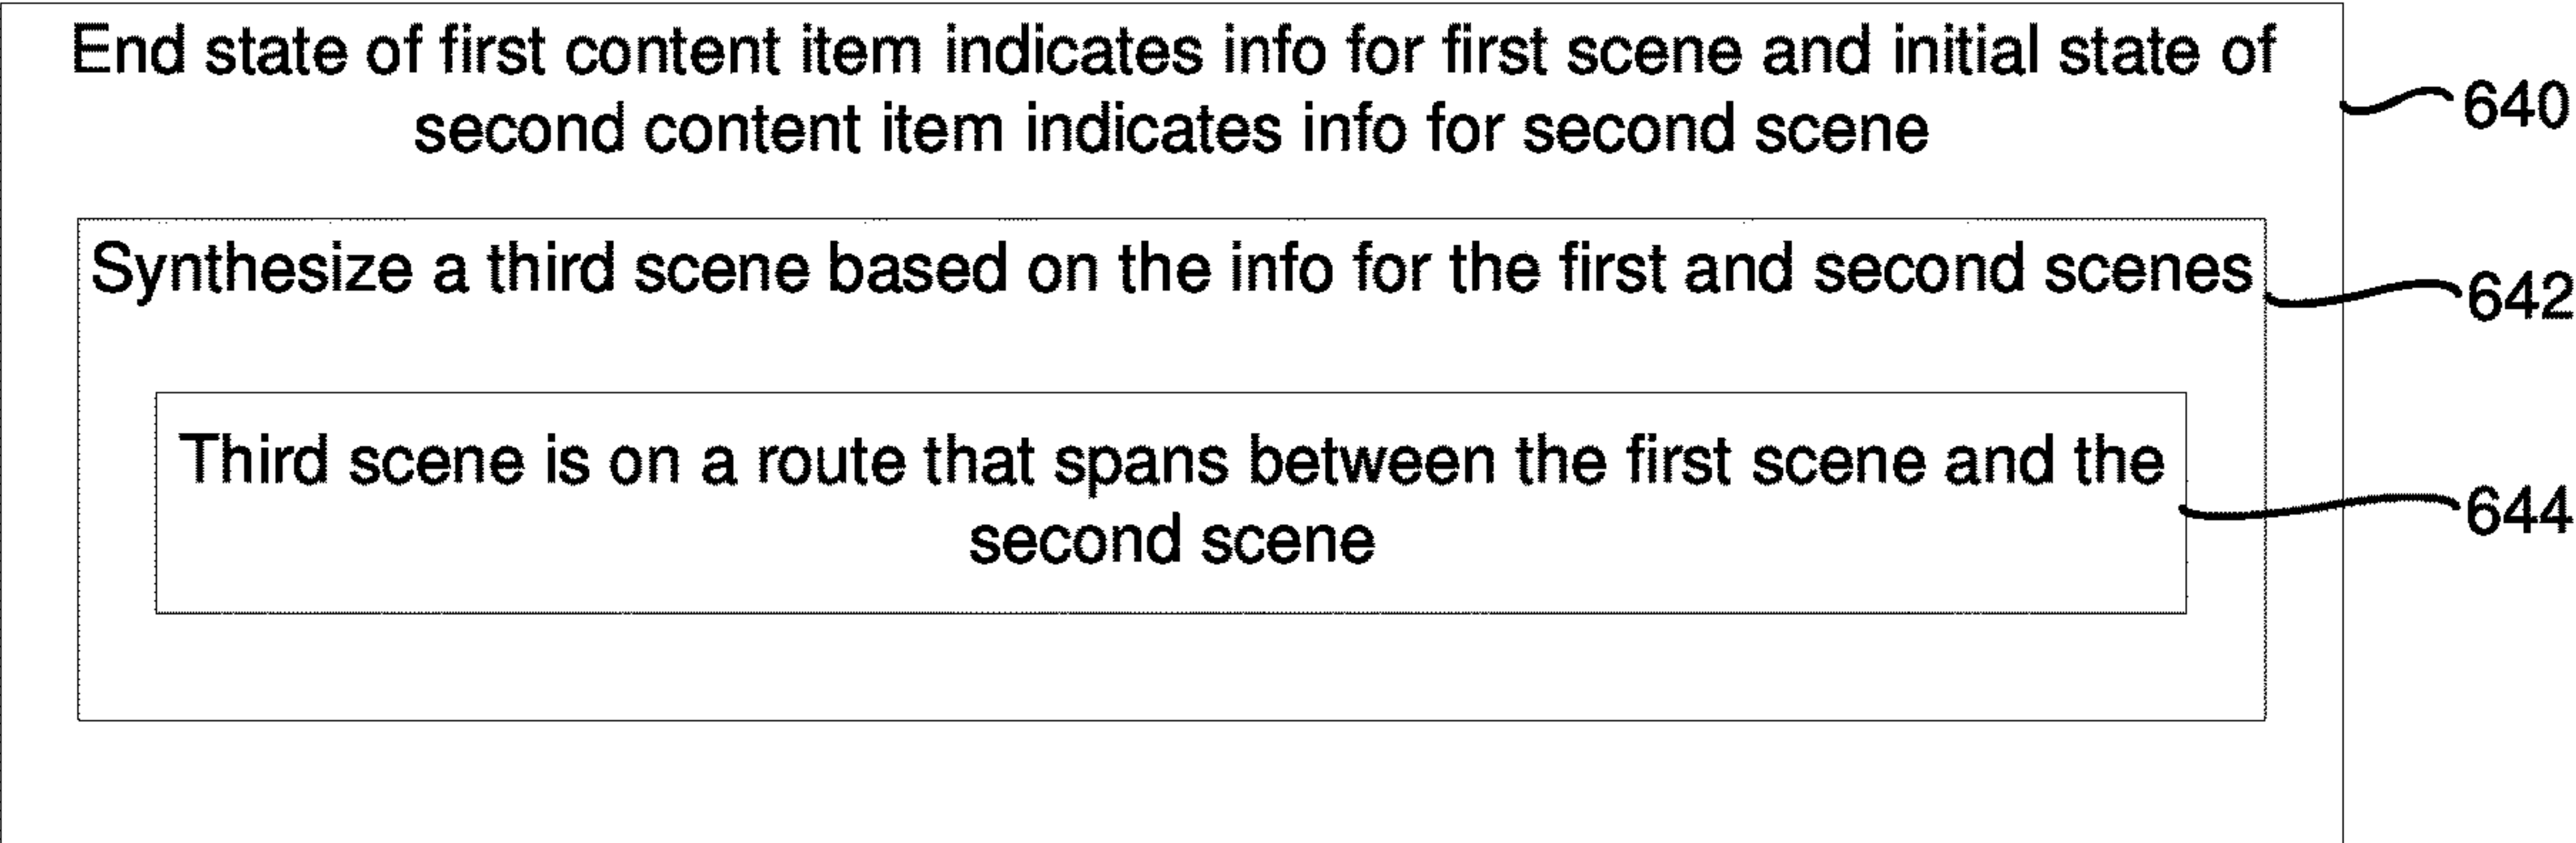 End state of first content item indicates info for first scene and initial state of
second content item indicates info for second scene
640
Synthesize a third scene based on the info for the first and second scenes
642
Third scene is on a route that spans between the first scene and the
second scene
644